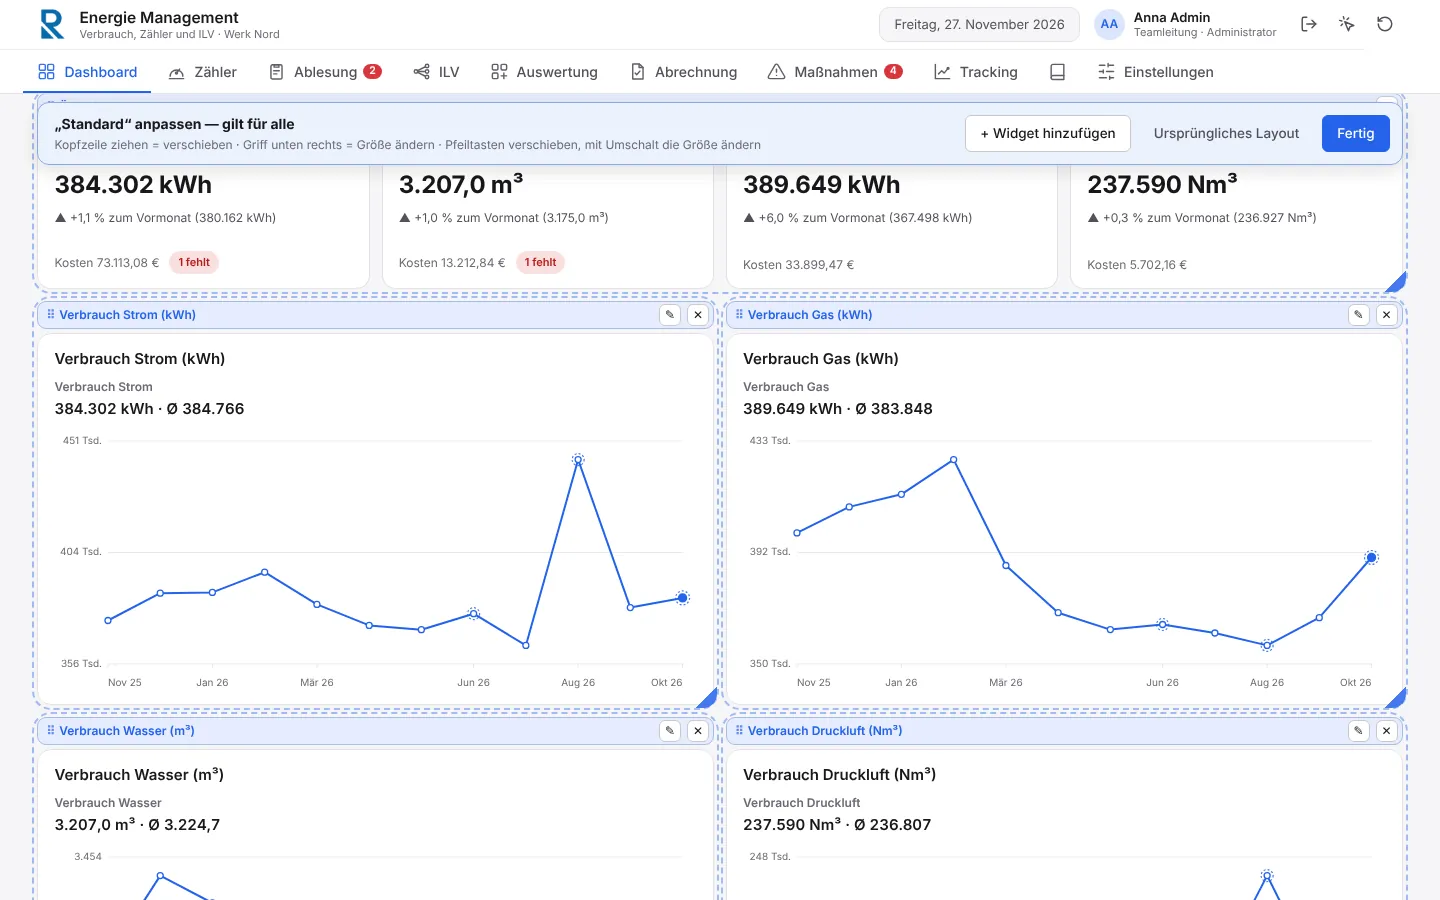 Energie Management
Verbrauch, Zähler und ILV · Werk Nord
Freitag, 27. November 2026
AA
Anna Admin
Teamleitung · Administrator
Dashboard
Zähler
Ablesung 2
ILV
Auswertung
Abrechnung
Maßnahmen 4
Tracking
Einstellungen
„Standard“ anpassen — gilt für alle
Kopfzeile ziehen = verschieben · Griff unten rechts = Größe ändern · Pfeiltasten verschieben, mit Umschalt die Größe ändern
+ Widget hinzufügen
Ursprüngliches Layout
Fertig
384.302 kWh
▲ +1,1 % zum Vormonat (380.162 kWh)
Kosten 73.113,08 € 1 fehlt
3.207,0 m³
▲ +1,0 % zum Vormonat (3.175,0 m³)
Kosten 13.212,84 € 1 fehlt
389.649 kWh
▲ +6,0 % zum Vormonat (367.498 kWh)
Kosten 33.899,47 €
237.590 Nm³
▲ +0,3 % zum Vormonat (236.927 Nm³)
Kosten 5.702,16 €
Verbrauch Strom (kWh)
Verbrauch Strom (kWh)
Verbrauch Strom
384.302 kWh · Ø 384.766
451 Tsd.
404 Tsd.
356 Tsd.
Nov 25 Jan 26 Mär 26 Jun 26 Aug 26 Okt 26
Verbrauch Gas (kWh)
Verbrauch Gas (kWh)
Verbrauch Gas
389.649 kWh · Ø 383.848
433 Tsd.
392 Tsd.
350 Tsd.
Nov 25 Jan 26 Mär 26 Jun 26 Aug 26 Okt 26
Verbrauch Wasser (m³)
Verbrauch Wasser (m³)
Verbrauch Wasser
3.207,0 m³ · Ø 3.224,7
3.454
Verbrauch Druckluft (Nm³)
Verbrauch Druckluft (Nm³)
Verbrauch Druckluft
237.590 Nm³ · Ø 236.807
248 Tsd.